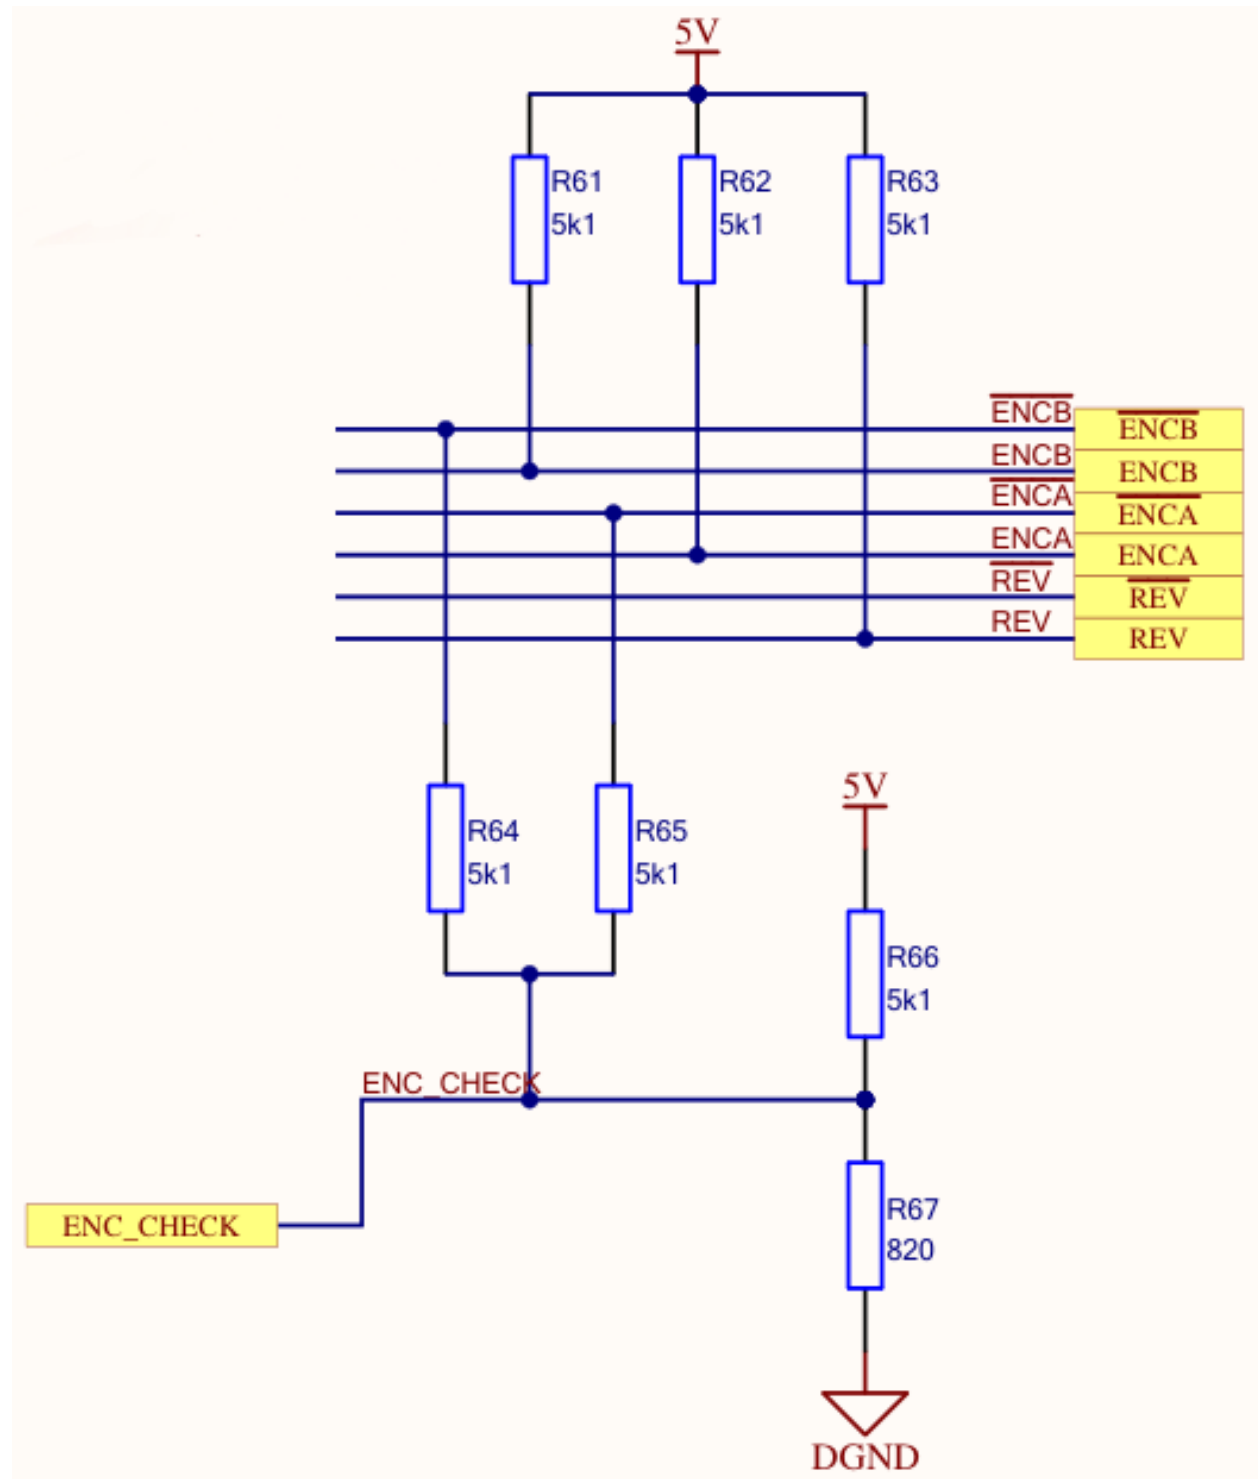 5V
R61
5k1
R62
5k1
R63
5k1
ENCB
ENCB
ENCB
ENCB
ENCA
ENCA
ENCA
ENCA
REV
REV
REV
REV
R64
5k1
R65
5k1
5V
R66
5k1
ENC_CHECK
ENC_CHECK
R67
820
DGND